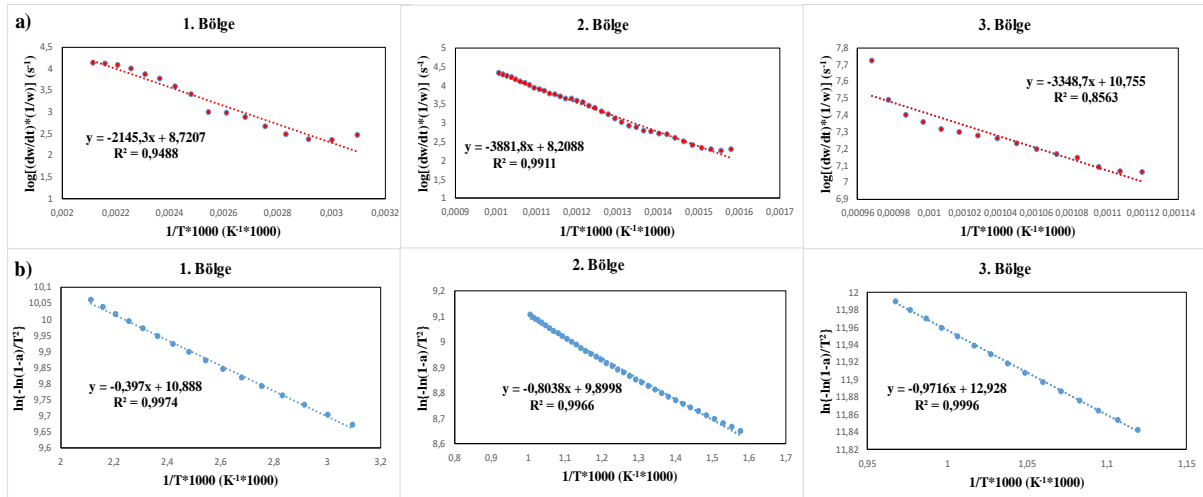 a)
1. Bölge
log[(dw/dt)*(1/w)] (s⁻¹)
4,5
4
3,5
3
2,5
2
1,5
1
y = -2145,3x + 8,7207
R² = 0,9488
0,002 0,0022 0,0024 0,0026 0,0028 0,003 0,0032
1/T*1000 (K⁻¹*1000)
2. Bölge
log[(dw/dt)*(1/w)] (s⁻¹)
5
4,5
4
3,5
3
2,5
2
1,5
1
y = -3881,8x + 8,2088
R² = 0,9911
0,0009 0,001 0,0011 0,0012 0,0013 0,0014 0,0015 0,0016 0,0017
1/T*1000 (K⁻¹*1000)
3. Bölge
log[(dw/dt)*(1/w)] (s⁻¹)
7,8
7,7
7,6
7,5
7,4
7,3
7,2
7,1
7
6,9
y = -3348,7x + 10,755
R² = 0,8563
0,00096 0,00098 0,001 0,00102 0,00104 0,00106 0,00108 0,0011 0,00112 0,00114
1/T*1000 (K⁻¹*1000)
b)
1. Bölge
ln{-ln(1-a)/T²}
10,1
10,05
10
9,95
9,9
9,85
9,8
9,75
9,7
9,65
9,6
y = -0,397x + 10,888
R² = 0,9974
2 2,2 2,4 2,6 2,8 3 3,2
1/T*1000 (K⁻¹*1000)
2. Bölge
ln{-ln(1-a)/T²}
9,2
9,1
9
8,9
8,8
8,7
8,6
y = -0,8038x + 9,8998
R² = 0,9966
0,8 0,9 1 1,1 1,2 1,3 1,4 1,5 1,6 1,7
1/T*1000 (K⁻¹*1000)
3. Bölge
ln{-ln(1-a)/T²}
12
11,98
11,96
11,94
11,92
11,9
11,88
11,86
11,84
11,82
y = -0,9716x + 12,928
R² = 0,9996
0,95 1 1,05 1,1 1,15
1/T*1000 (K⁻¹*1000)